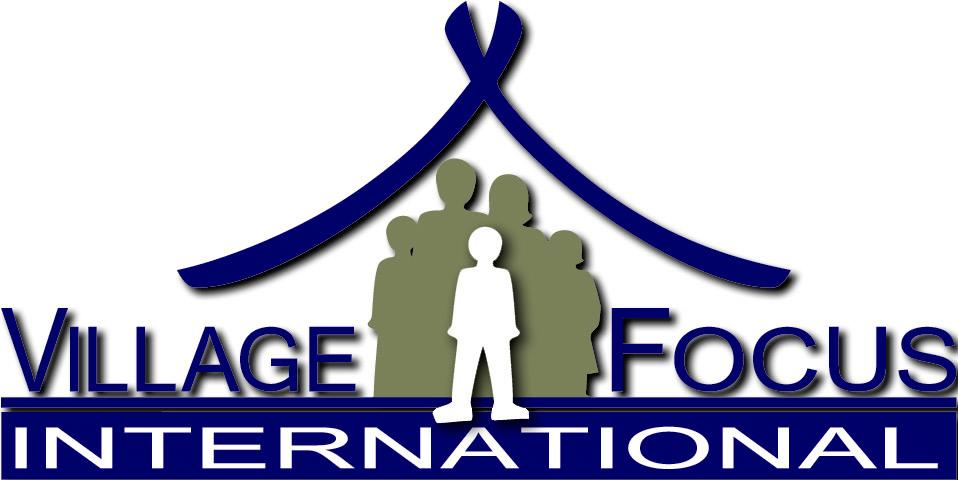 VILLAGE FOCUS
INTERNATIONAL